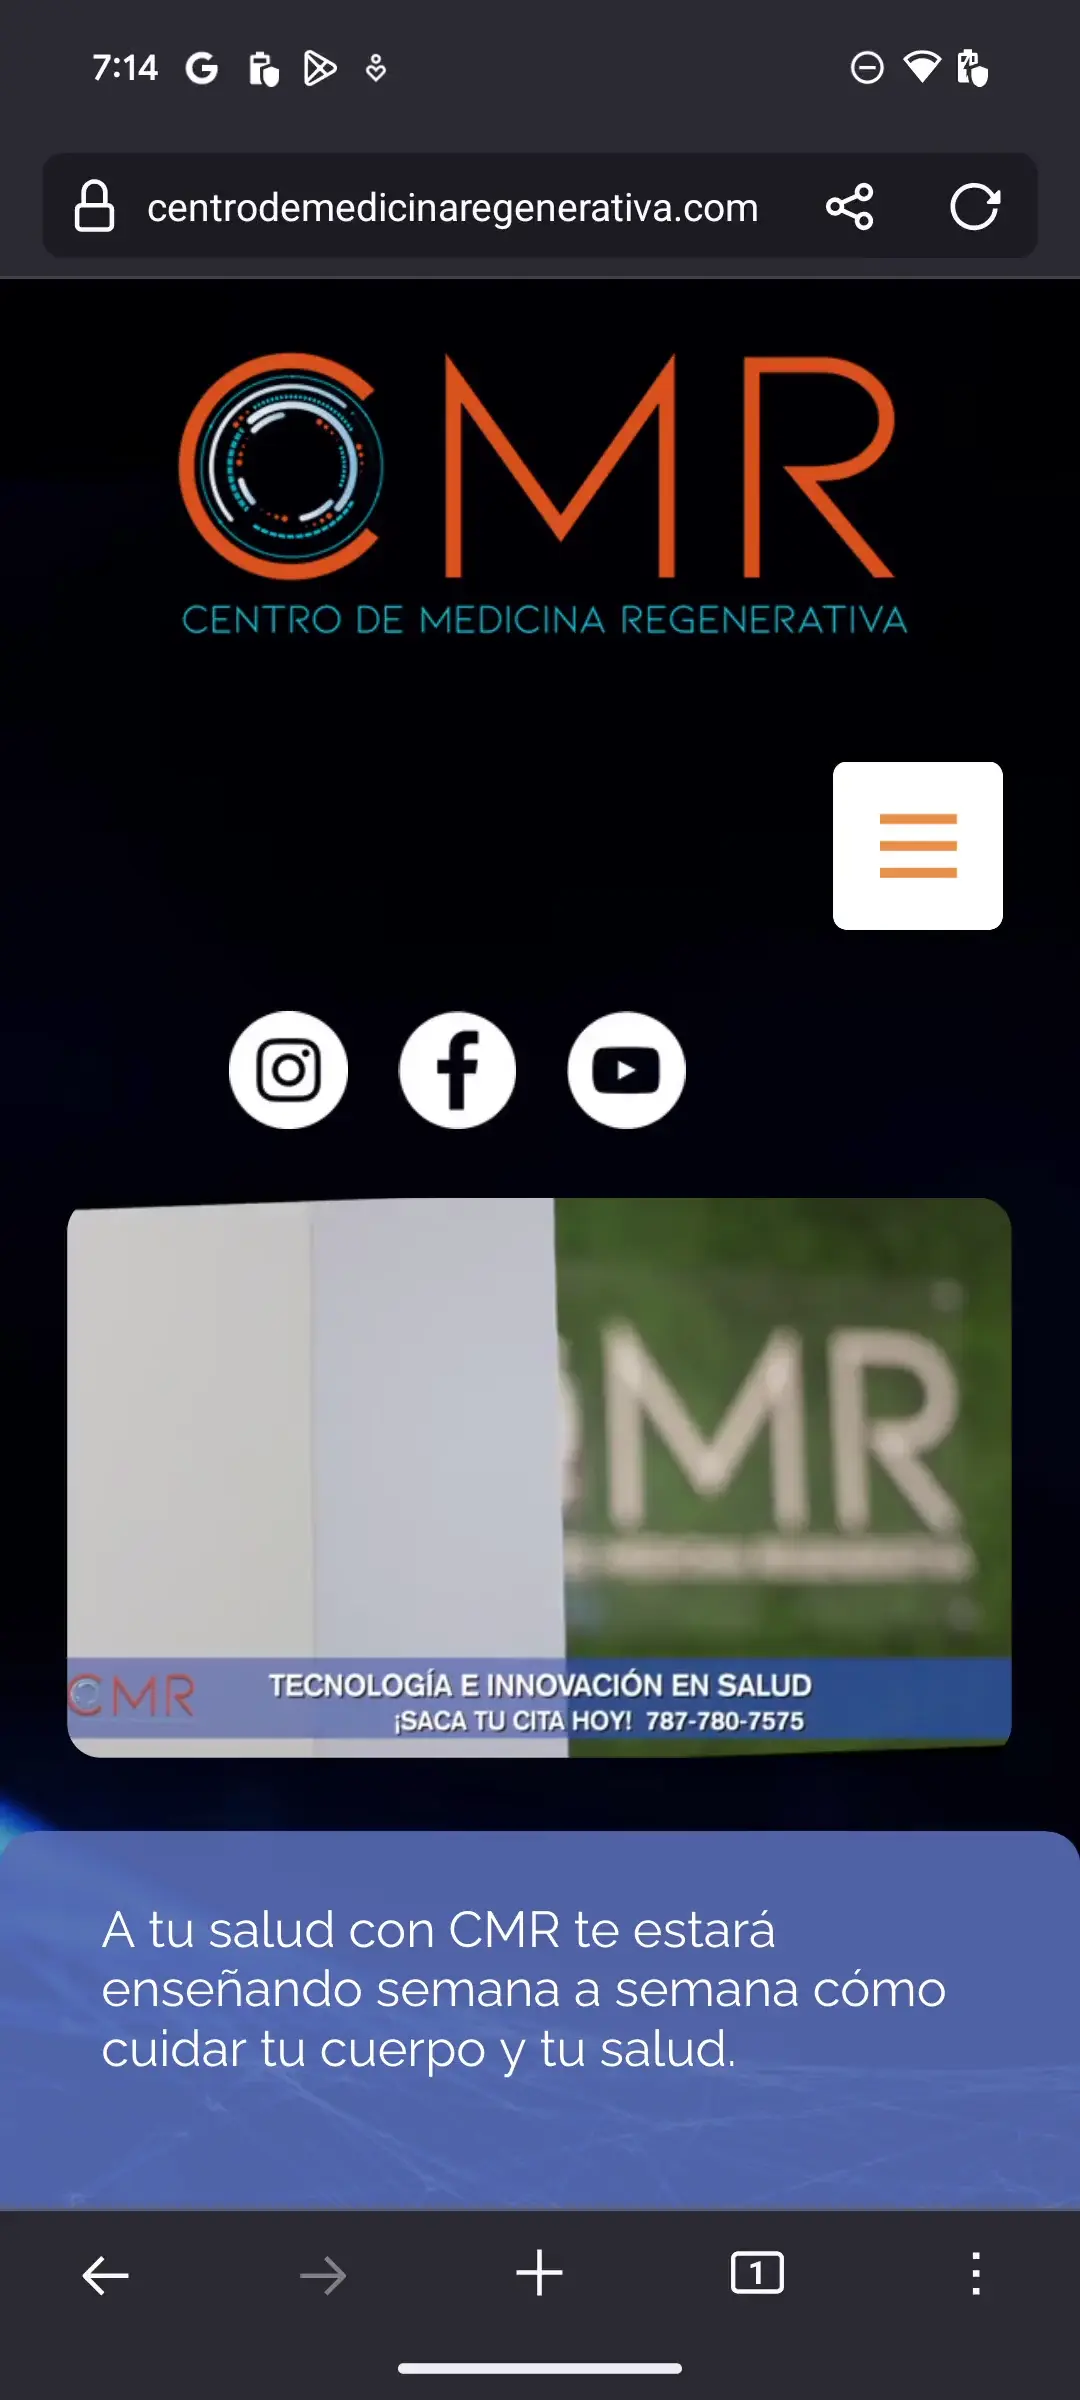 7:14
centrodemedicinaregenerativa.com
CMR
CENTRO DE MEDICINA REGENERATIVA
MR
CMR
TECNOLOGÍA E INNOVACIÓN EN SALUD
¡SACA TU CITA HOY! 787-780-7575
A tu salud con CMR te estará
enseñando semana a semana cómo
cuidar tu cuerpo y tu salud.
1